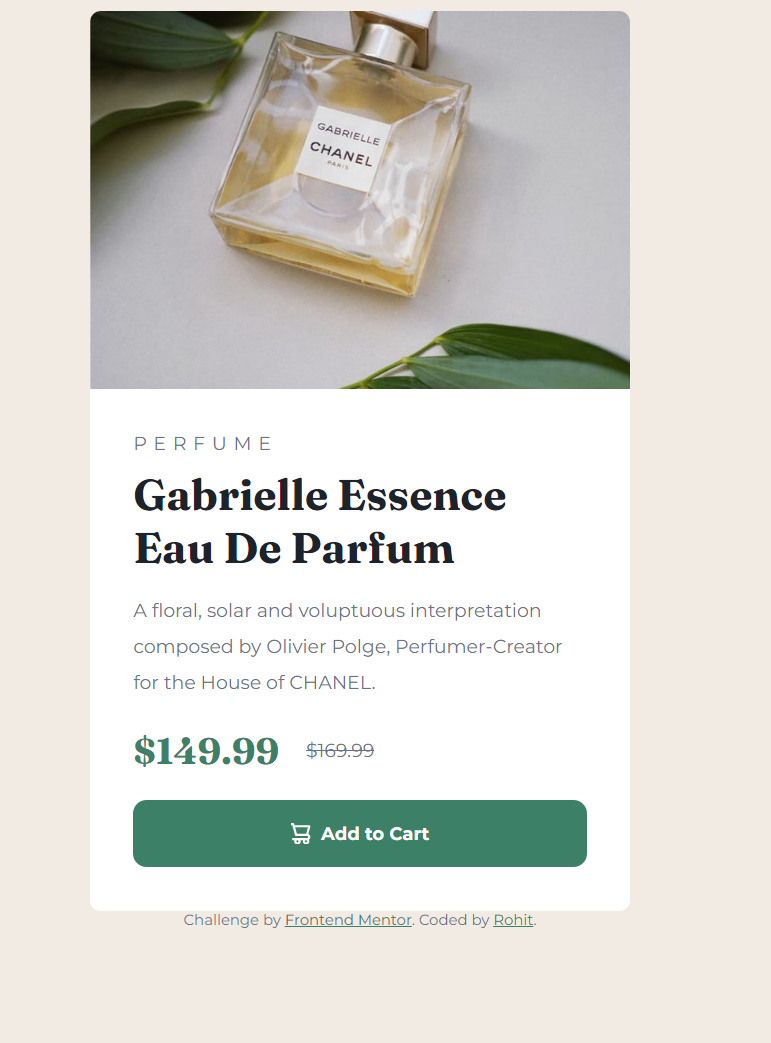 GABRIELLE
CHANEL
PARIS
PERFUME
Gabrielle Essence
Eau De Parfum
A floral, solar and voluptuous interpretation
composed by Olivier Polge, Perfumer-Creator
for the House of CHANEL.
$149.99 $169.99
Add to Cart
Challenge by Frontend Mentor. Coded by Rohit.